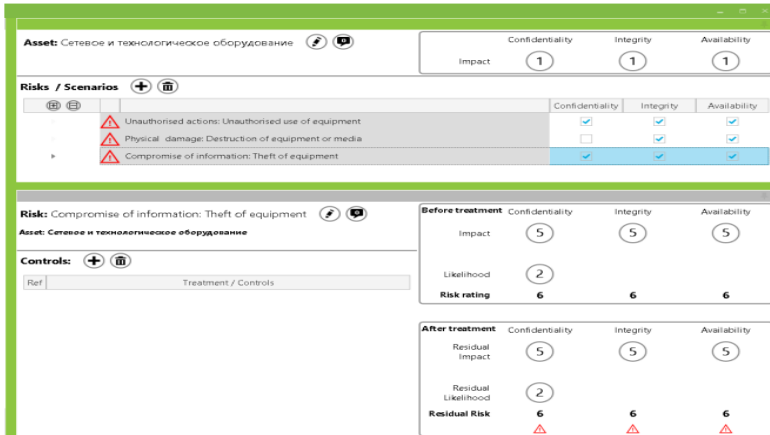 Asset: Сетевое и технологическое оборудование
Confidentiality Integrity Availability
Impact 1 1 1
Risks / Scenarios
Confidentiality Integrity Availability
Unauthorised actions: Unauthorised use of equipment
Physical damage: Destruction of equipment or media
Compromise of information: Theft of equipment
Risk: Compromise of information: Theft of equipment
Asset: Сетевое и технологическое оборудование
Controls:
Ref Treatment / Controls
Before treatment Confidentiality Integrity Availability
Impact 5 5 5
Likelihood 2
Risk rating 6 6 6
After treatment Confidentiality Integrity Availability
Residual
Impact 5 5 5
Residual
Likelihood 2
Residual Risk 6 6 6